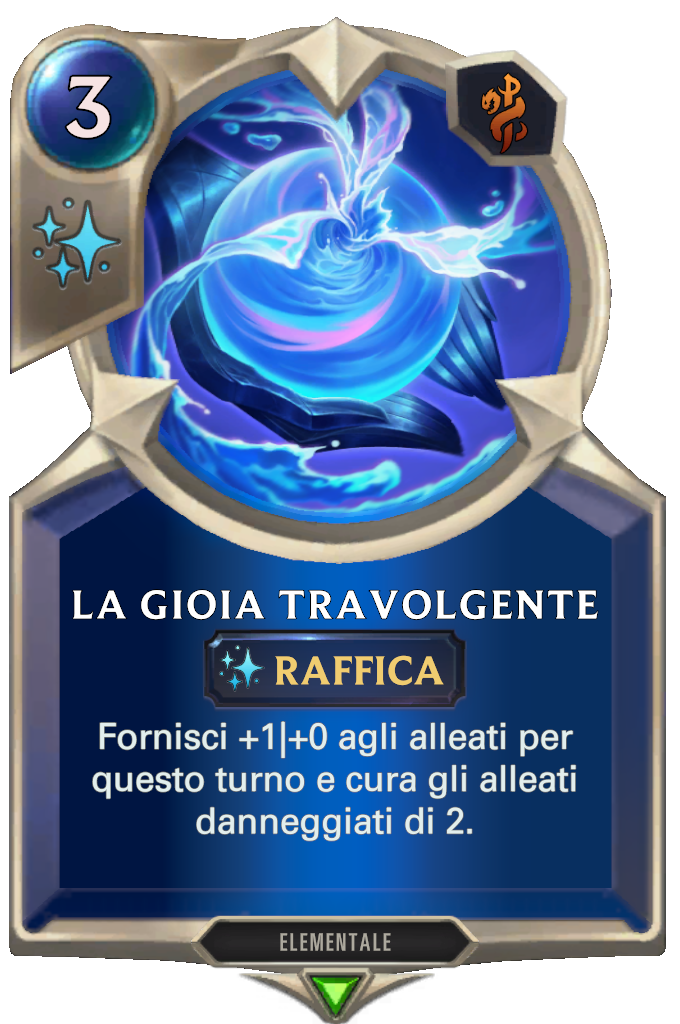 3
LA GIOIA TRAVOLGENTE
RAFFICA
Fornisci +1|+0 agli alleati per
questo turno e cura gli alleati
danneggiati di 2.
ELEMENTALE